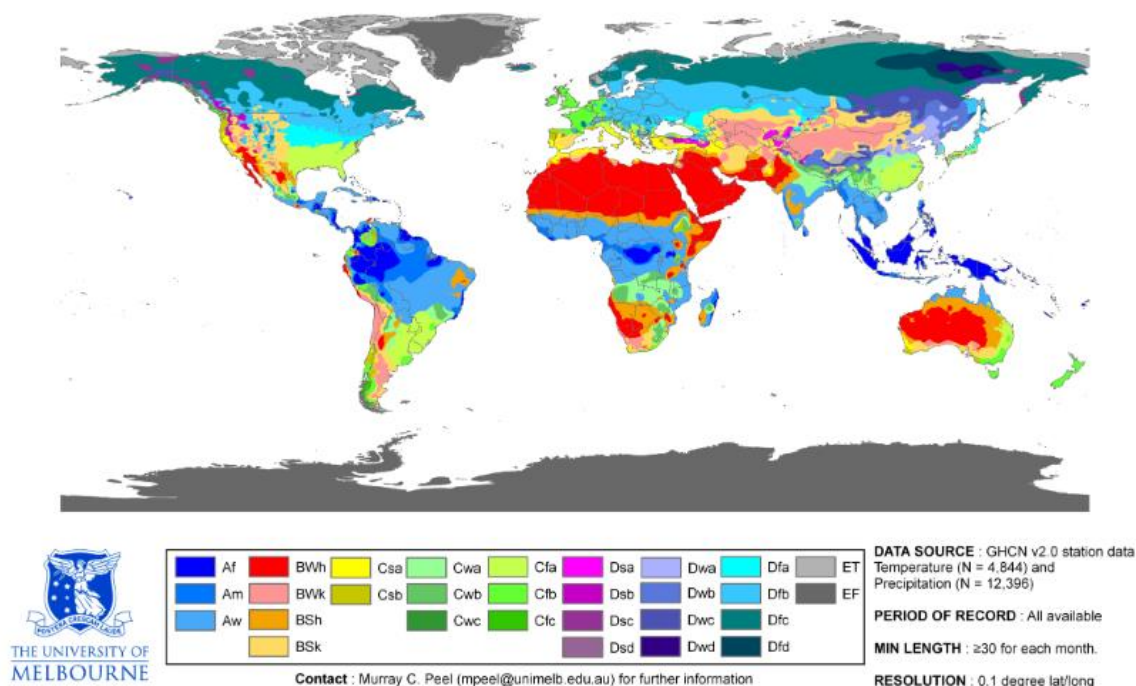 Af
Am
Aw
BWh
BWk
BSh
BSk
Csa
Csb
Cwa
Cwb
Cwc
Cfa
Cfb
Cfc
Dsa
Dsb
Dsc
Dsd
Dwa
Dwb
Dwc
Dwd
Dfa
Dfb
Dfc
Dfd
ET
EF
THE UNIVERSITY OF
MELBOURNE
Contact : Murray C. Peel (mpeel@unimelb.edu.au) for further information
DATA SOURCE : GHCN v2.0 station data
Temperature (N = 4,844) and
Precipitation (N = 12,396)
PERIOD OF RECORD : All available
MIN LENGTH : ≥30 for each month.
RESOLUTION : 0.1 degree lat/long